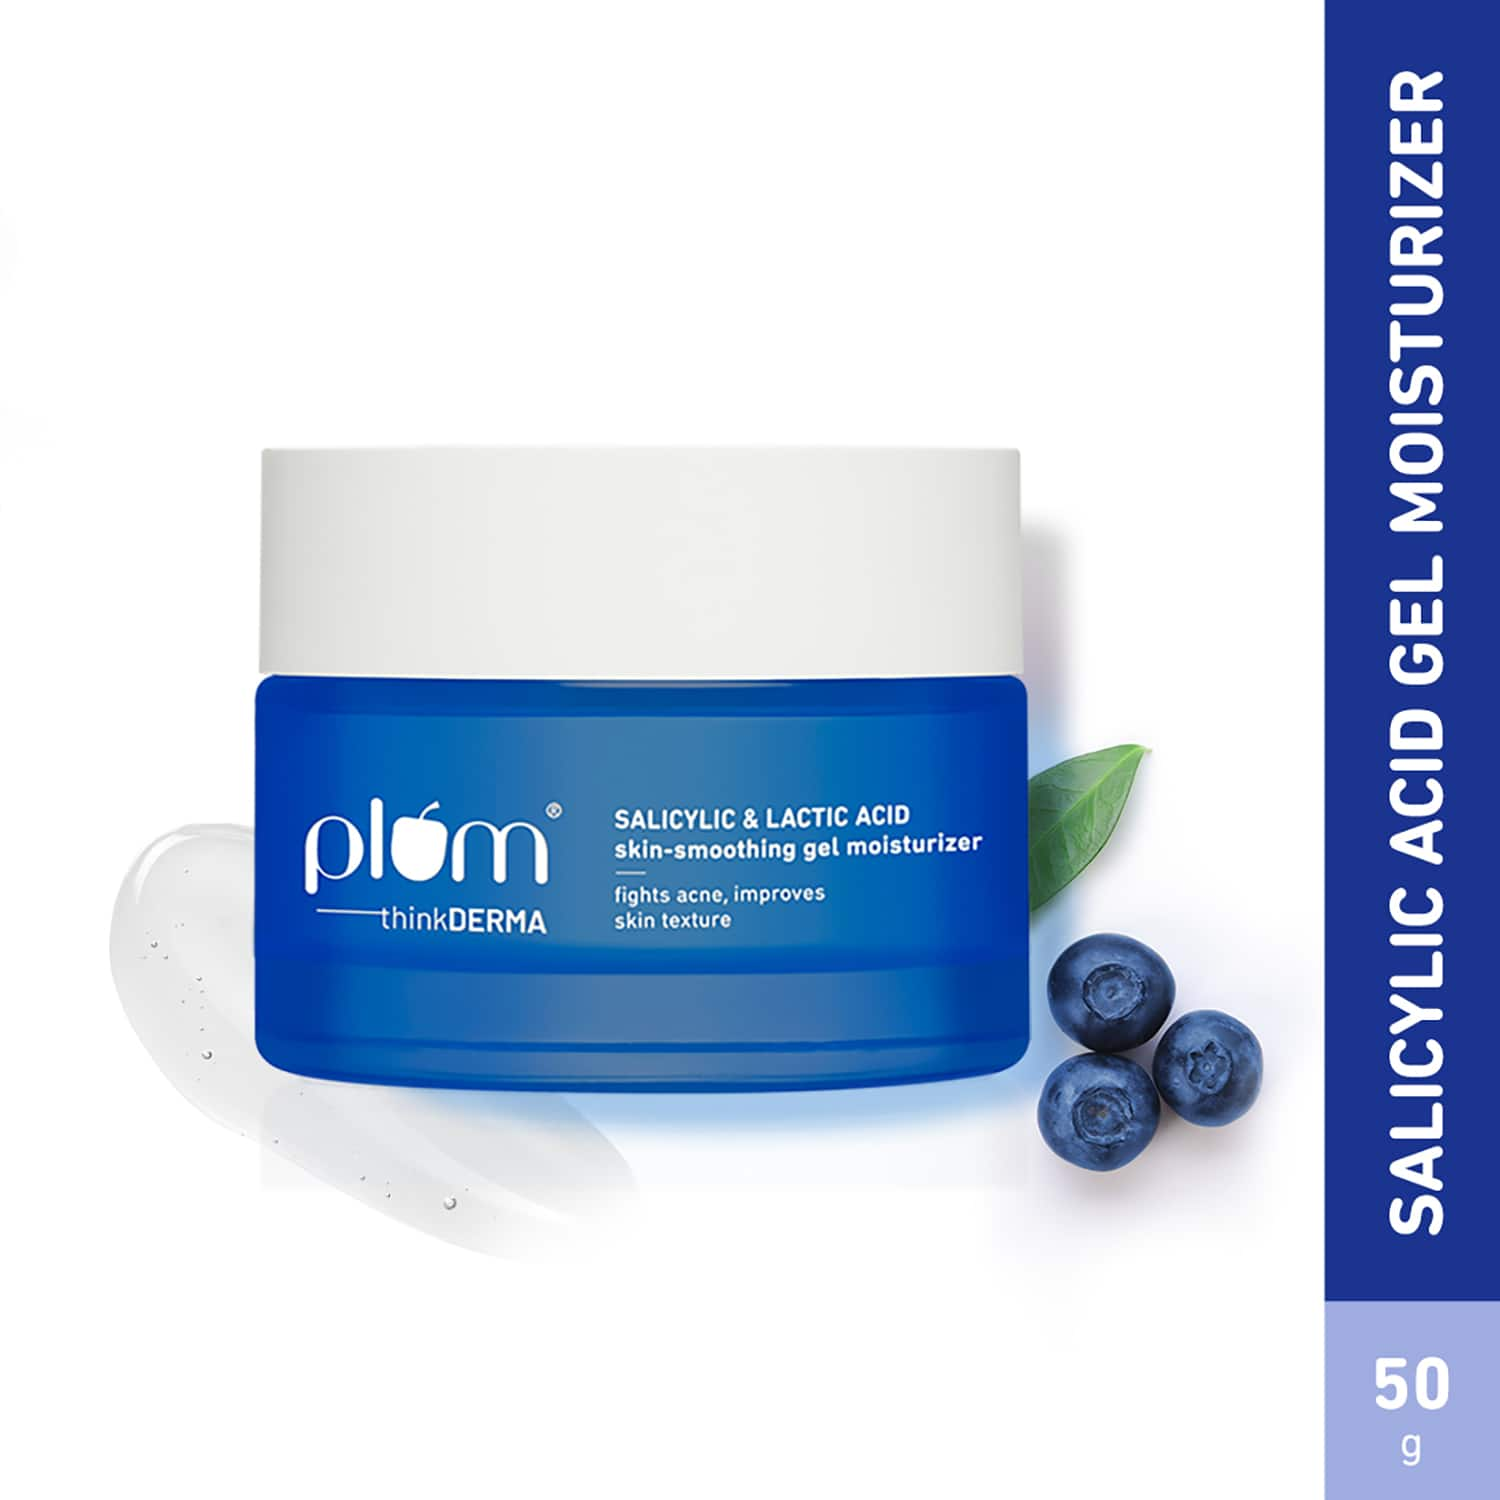 plum®
thinkDERMA
SALICYLIC & LACTIC ACID
skin-smoothing gel moisturizer
fights acne, improves
skin texture
SALICYLIC ACID GEL MOISTURIZER
50
g